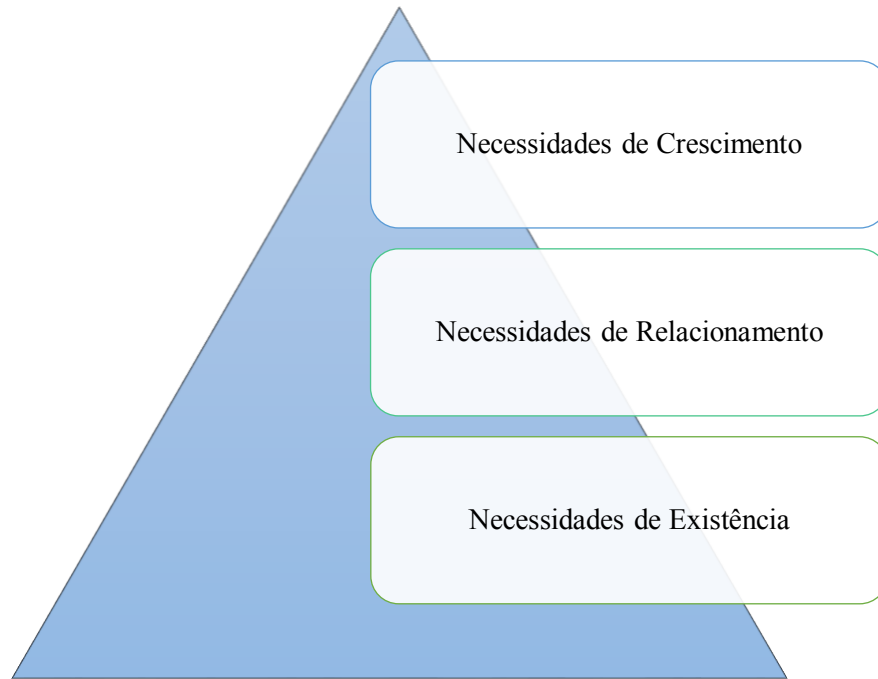 Necessidades de Crescimento
Necessidades de Relacionamento
Necessidades de Existência